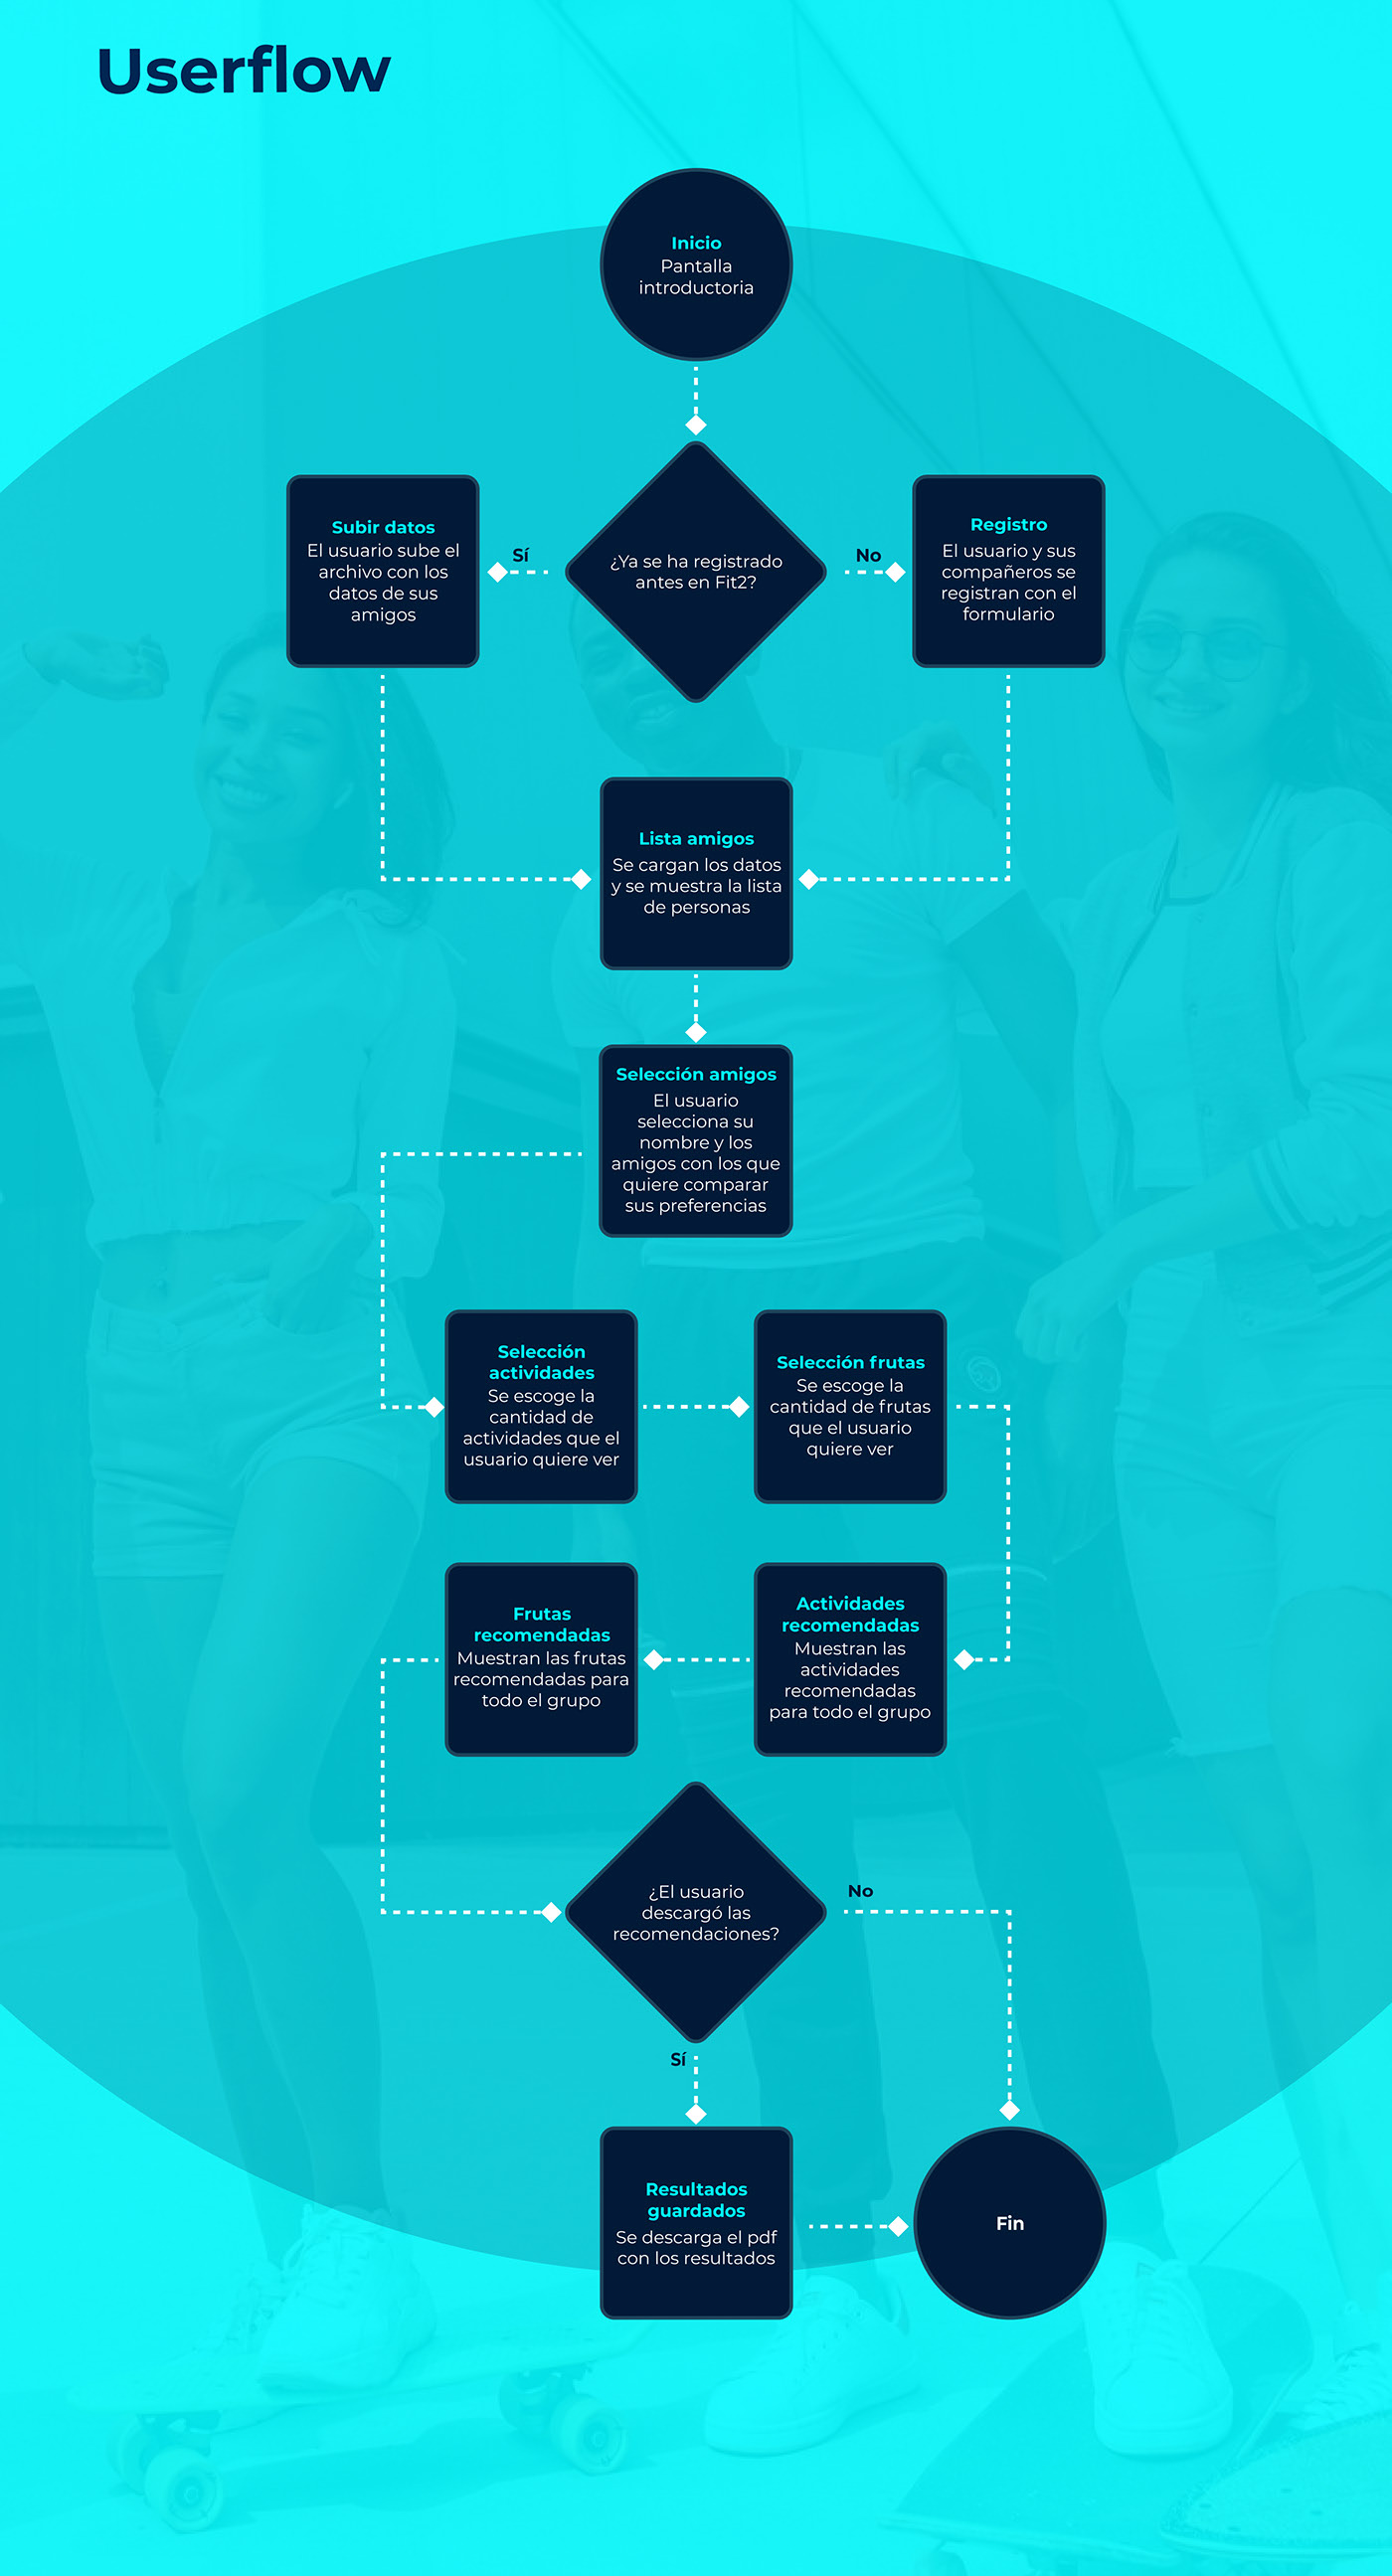 Userflow
Inicio
Pantalla
introductoria
Subir datos
El usuario sube el
archivo con los
datos de sus
amigos
Sí
¿Ya se ha registrado
antes en Fit2?
No
Registro
El usuario y sus
compañeros se
registran con el
formulario
Lista amigos
Se cargan los datos
y se muestra la lista
de personas
Selección amigos
El usuario
selecciona su
nombre y los
amigos con los que
quiere comparar
sus preferencias
Selección
actividades
Se escoge la
cantidad de
actividades que el
usuario quiere ver
Selección frutas
Se escoge la
cantidad de frutas
que el usuario
quiere ver
Frutas
recomendadas
Muestran las frutas
recomendadas para
todo el grupo
Actividades
recomendadas
Muestran las
actividades
recomendadas
para todo el grupo
¿El usuario
descargó las
recomendaciones?
No
Sí
Resultados
guardados
Se descarga el pdf
con los resultados
Fin